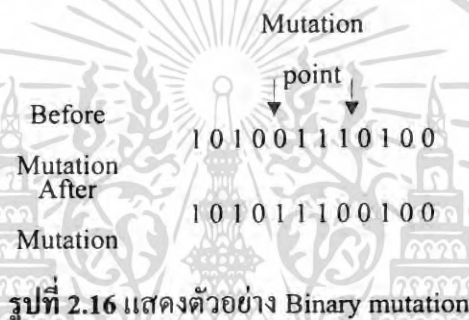 Mutation
point
Before
1 0 1 0 0 1 1 1 0 1 0 0
Mutation
After
1 0 1 0 1 1 1 0 0 1 0 0
Mutation
รูปที่ 2.16 แสดงตัวอย่าง Binary mutation